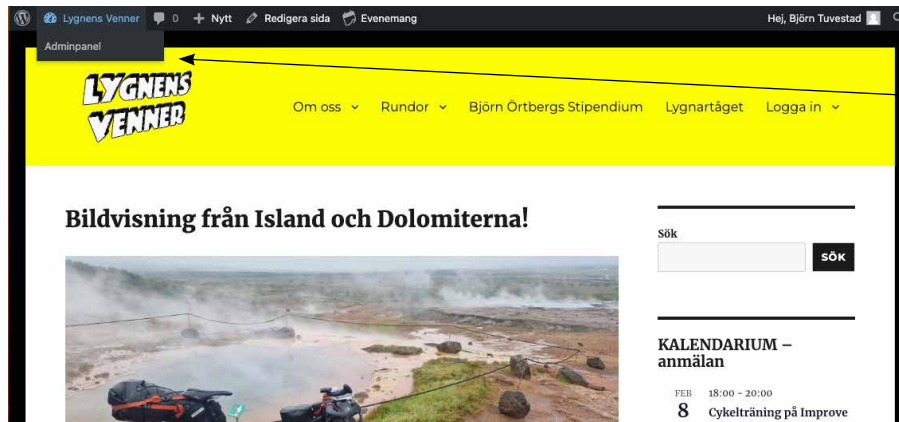 Lygnens Venner 0 + Nytt Redigera sida Evenemang Hej, Björn Tuvestad
Adminpanel
LYGNENS
VENNER
Om oss Rundor Björn Örtbergs Stipendium Lygnartåget Logga in
Bildvisning från Island och Dolomiterna!
Sök
SÖK
KALENDARIUM –
anmälan
FEB 18:00 - 20:00
8 Cykelträning på Improve